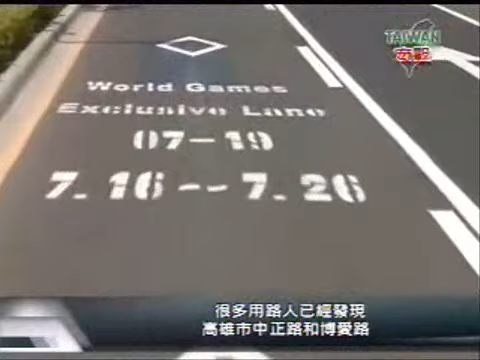 TAIWAN
World Games
Exclusive Lane
07-19
7.16--7.26
很多用路人已經發現
高雄市中正路和博愛路